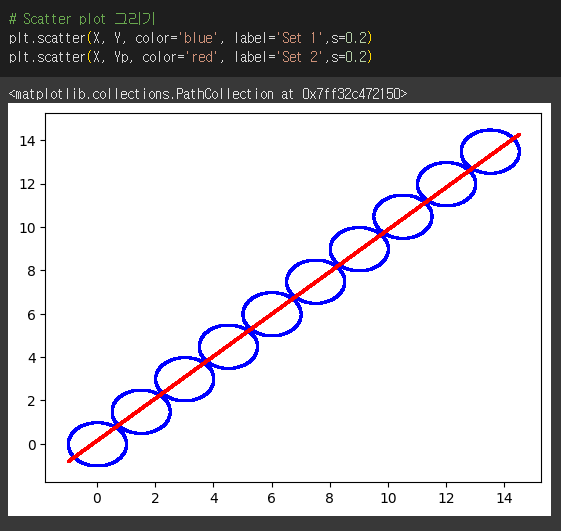 # Scatter plot 그리기
plt.scatter(X, Y, color='blue', label='Set 1',s=0.2)
plt.scatter(X, Yp, color='red', label='Set 2',s=0.2)
<matplotlib.collections.PathCollection at 0x7ff32c472150>
14
12
10
8
6
4
2
0
0 2 4 6 8 10 12 14